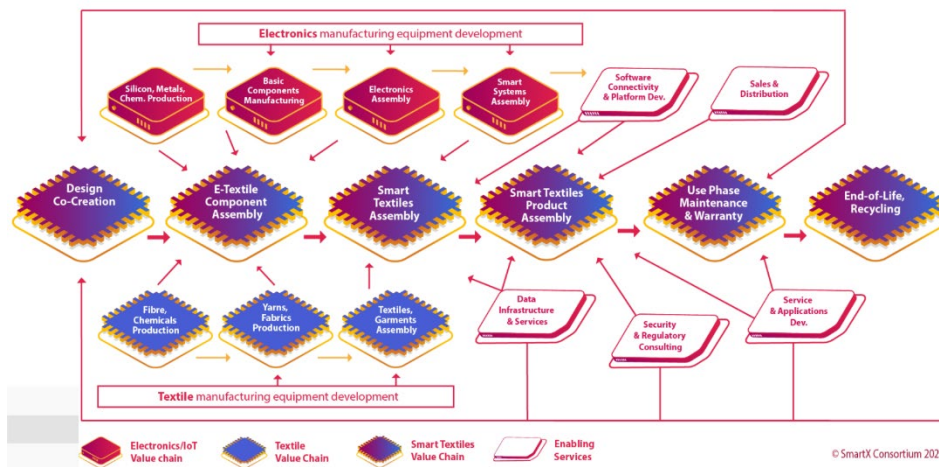 Electronics manufacturing equipment development
Silicon, Metals,
Chem. Production
Basic
Components
Manufacturing
Electronics
Assembly
Smart
Systems
Assembly
Software
Connectivity
& Platform Dev.
Sales &
Distribution
Design
Co-Creation
E-Textile
Component
Assembly
Smart
Textiles
Assembly
Smart Textiles
Product
Assembly
Use Phase
Maintenance
& Warranty
End-of-Life,
Recycling
Fibre,
Chemicals
Production
Yarns,
Fabrics
Production
Textiles,
Garments
Assembly
Data
Infrastructure
& Services
Security
& Regulatory
Consulting
Service
& Applications
Dev.
Textile manufacturing equipment development
Electronics/IoT
Value chain
Textile
Value Chain
Smart Textiles
Value Chain
Enabling
Services
© SmartX Consortium